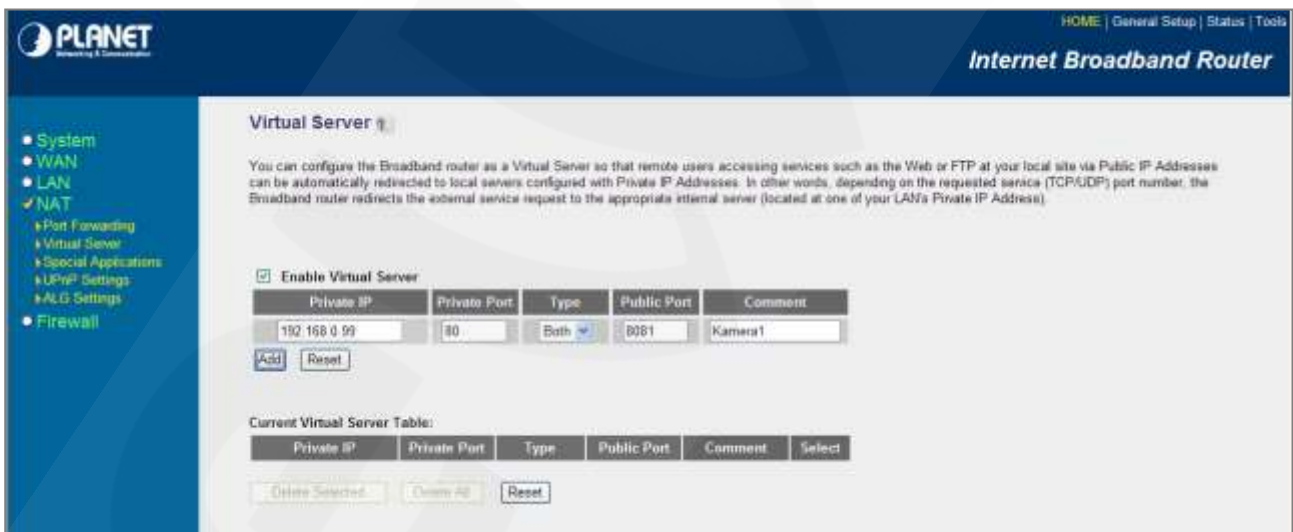 HOME | General Setup | Status | Tools
PLANET
Networking & Communication
Internet Broadband Router
System
WAN
LAN
NAT
Port Forwarding
Virtual Server
Special Applications
UPnP Settings
ALG Settings
Firewall
Virtual Server
You can configure the Broadband router as a Virtual Server so that remote users accessing services such as the Web or FTP at your local site via Public IP Addresses
can be automatically redirected to local servers configured with Private IP Addresses. In other words, depending on the requested service (TCP/UDP) port number, the
Broadband router redirects the external service request to the appropriate internal server (located at one of your LAN's Private IP Address).
Enable Virtual Server
Private IP Private Port Type Public Port Comment
192.168.0.99 80 Both 8081 Kamera1
Add Reset
Current Virtual Server Table:
Private IP Private Port Type Public Port Comment Select
Delete Selected Delete All Reset